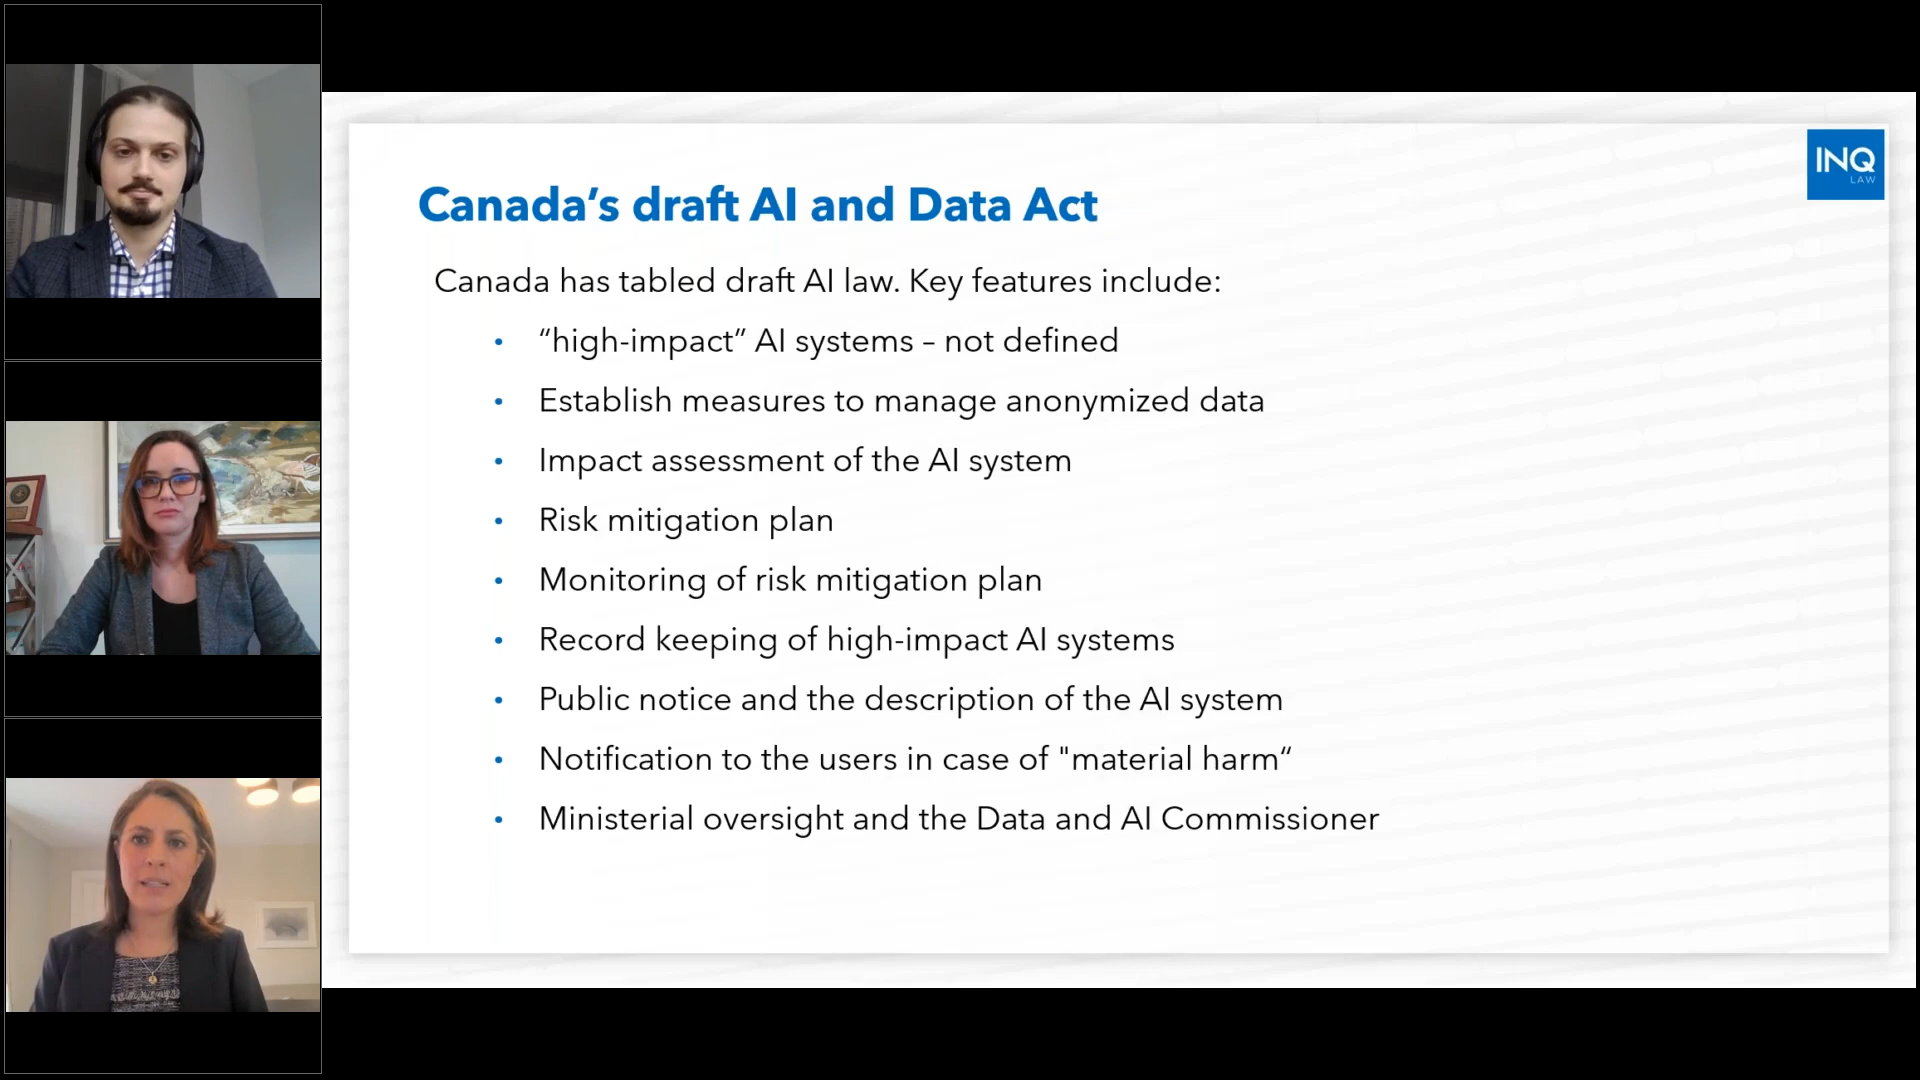 INQ
LAW
Canada’s draft AI and Data Act
Canada has tabled draft AI law. Key features include:
• “high-impact” AI systems – not defined
• Establish measures to manage anonymized data
• Impact assessment of the AI system
• Risk mitigation plan
• Monitoring of risk mitigation plan
• Record keeping of high-impact AI systems
• Public notice and the description of the AI system
• Notification to the users in case of "material harm“
• Ministerial oversight and the Data and AI Commissioner